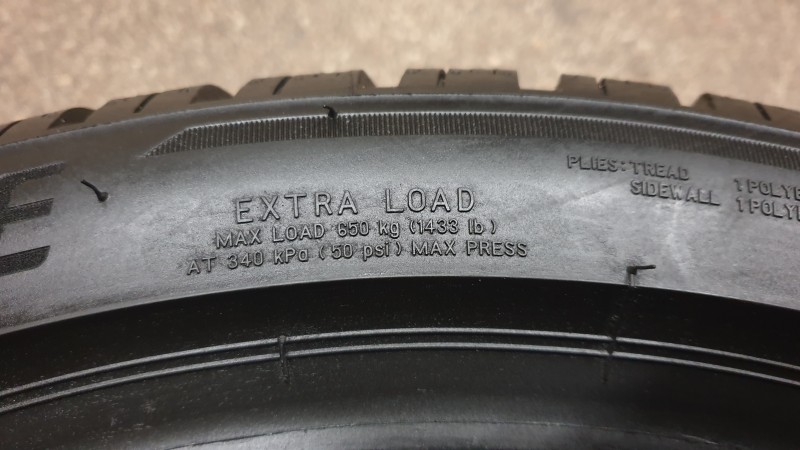 EXTRA LOAD
MAX LOAD 650 kg (1433 lb)
AT 340 kPa (50 psi) MAX PRESS
PLIES: TREAD
SIDEWALL